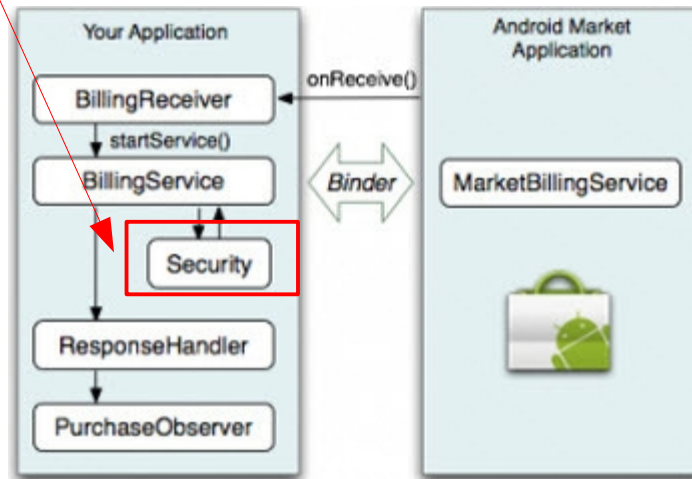 Your Application
Android Market
Application
onReceive()
BillingReceiver
startService()
BillingService
Binder
MarketBillingService
Security
ResponseHandler
PurchaseObserver